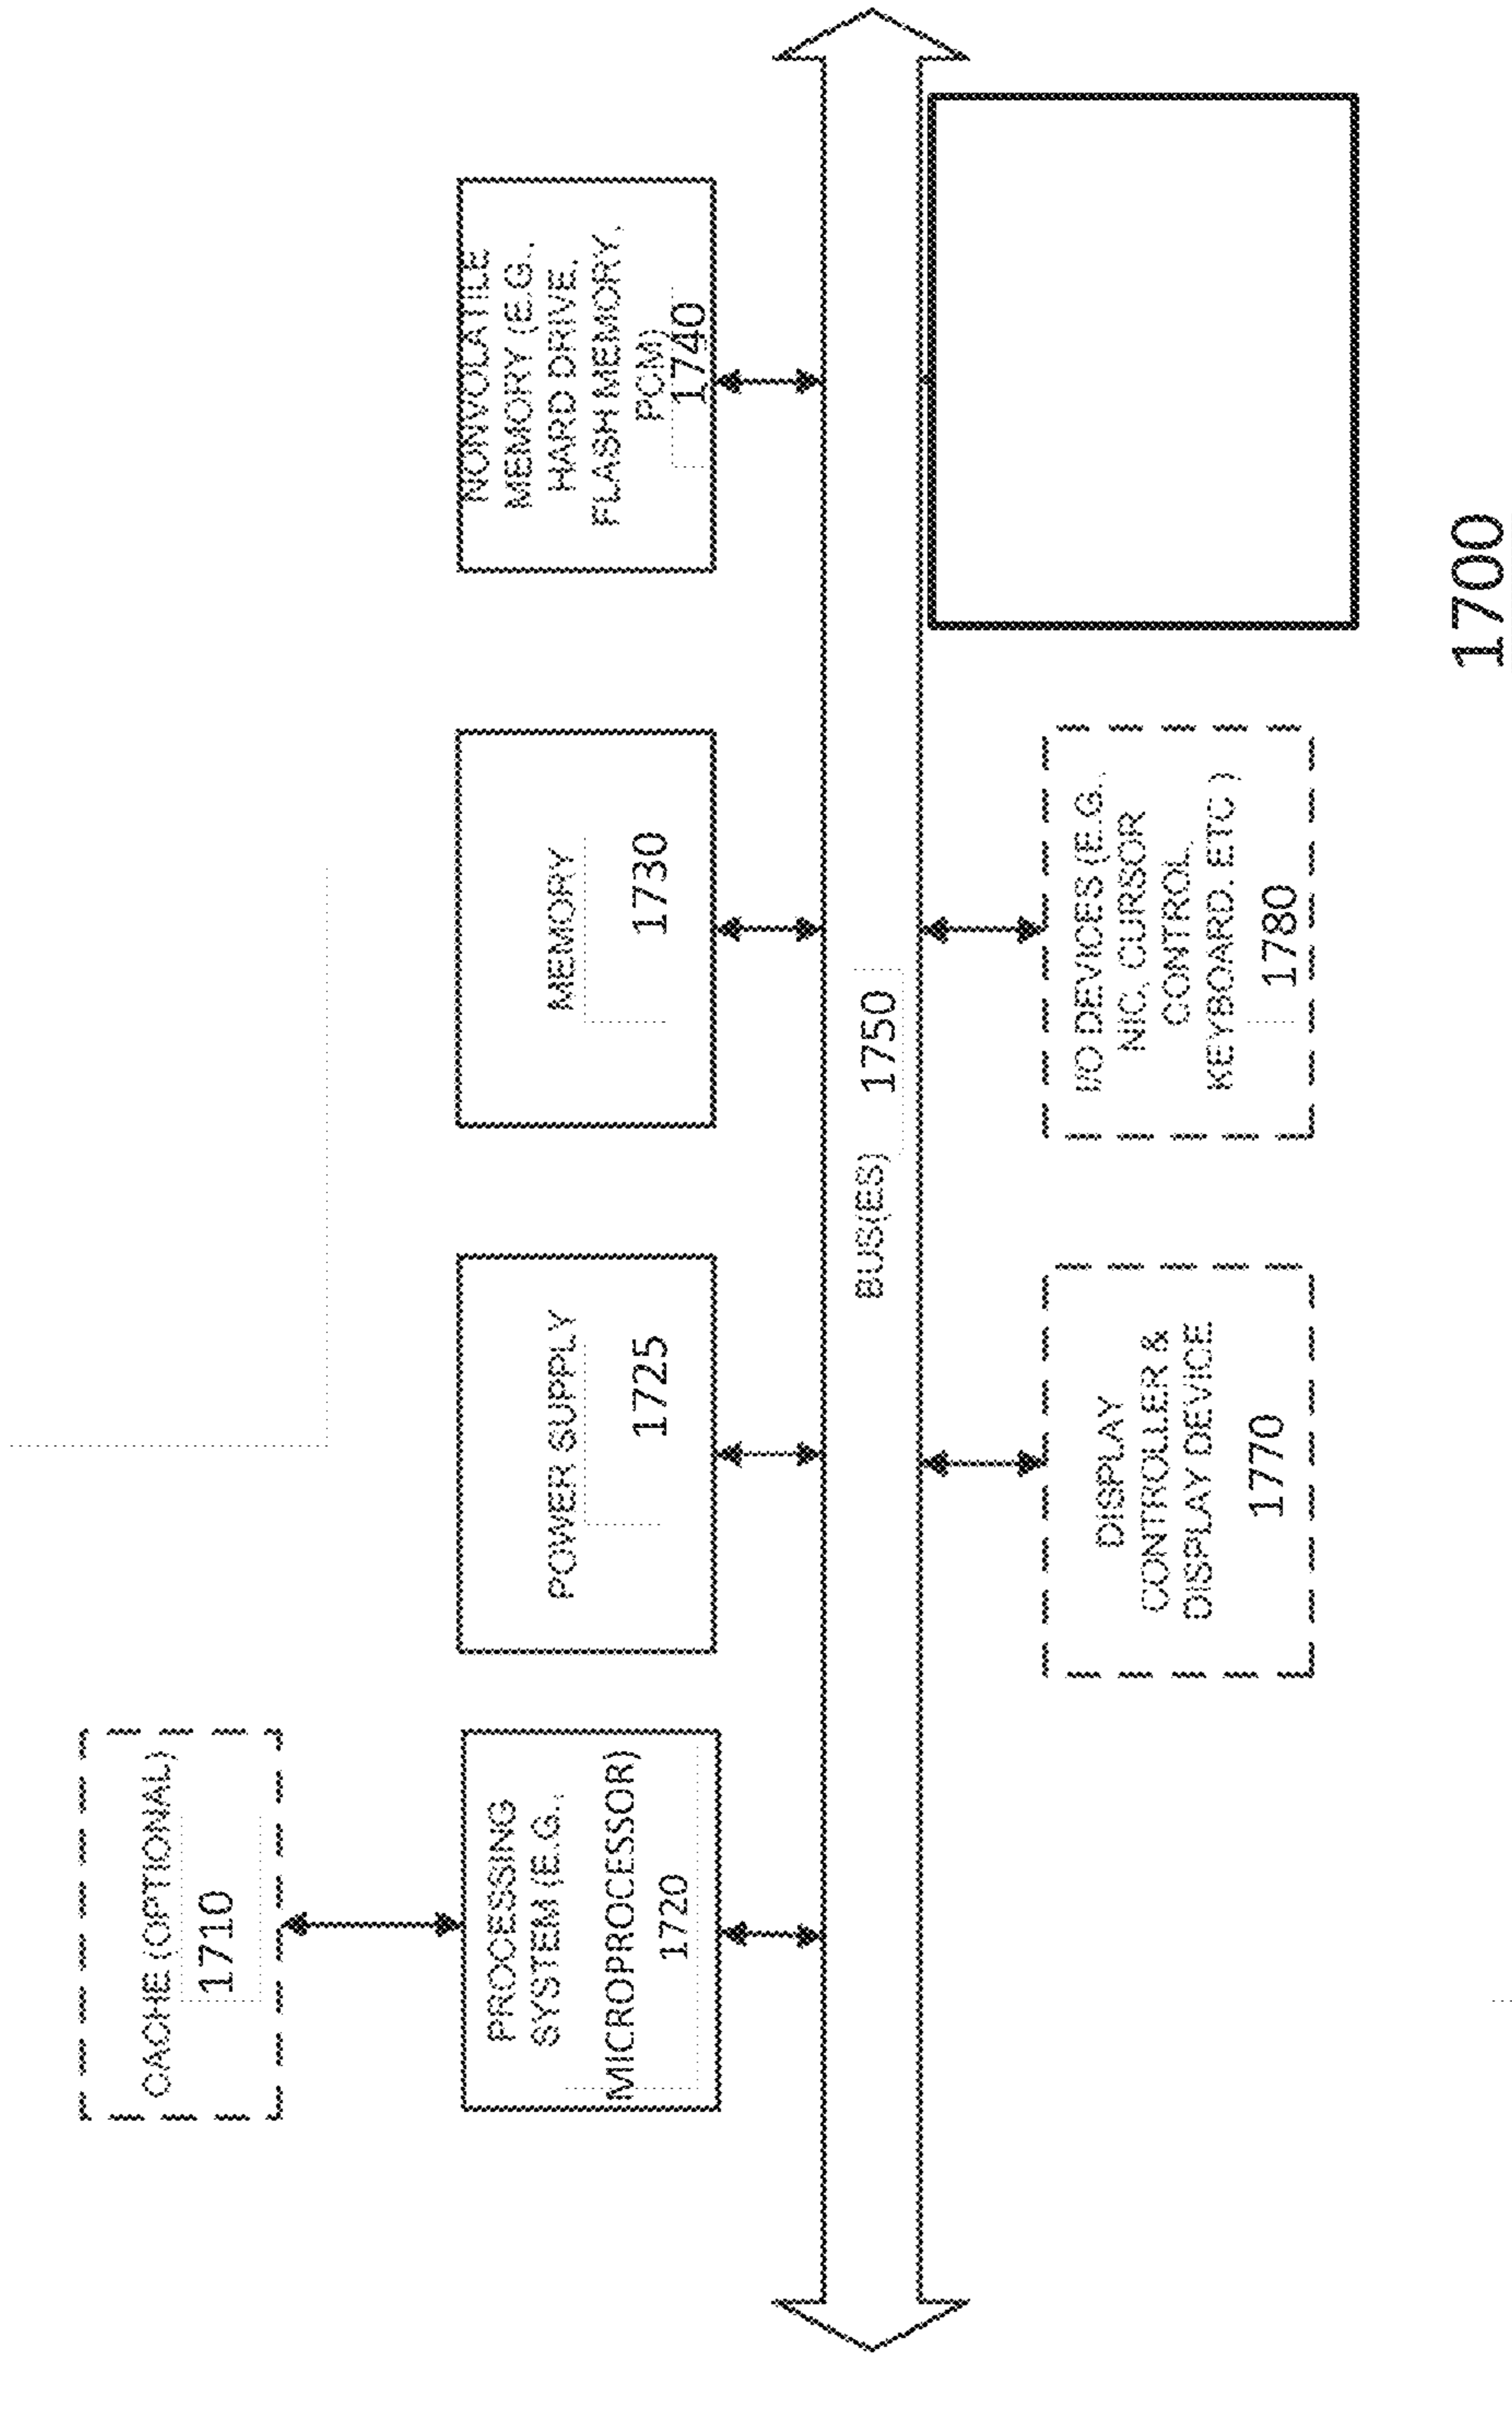 CACHE (OPTIONAL)
1710
PROCESSING
SYSTEM (E.G.,
MICROPROCESSOR)
1720
POWER SUPPLY
1725
MEMORY
1730
NONVOLATILE
MEMORY (E.G.,
HARD DRIVE,
FLASH MEMORY,
PCM)
1740
BUS(ES) 1750
DISPLAY
CONTROLLER &
DISPLAY DEVICE
1770
I/O DEVICES (E.G.,
NIC, CURSOR
CONTROL,
KEYBOARD, ETC.)
1780
1700